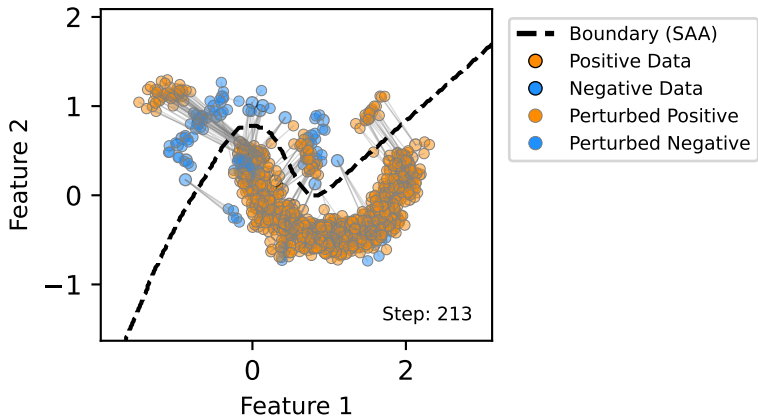 2
1
0
−1
0
2
Feature 2
Feature 1
Step: 213
Boundary (SAA)
Positive Data
Negative Data
Perturbed Positive
Perturbed Negative